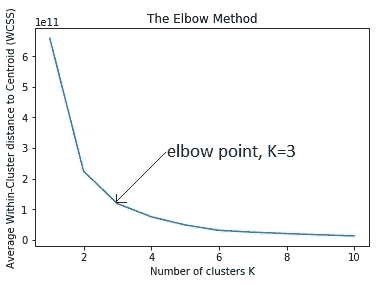 The Elbow Method
1e11
Average Within-Cluster distance to Centroid (WCSS)
6
5
4
3
2
1
0
elbow point, K=3
2 4 6 8 10
Number of clusters K